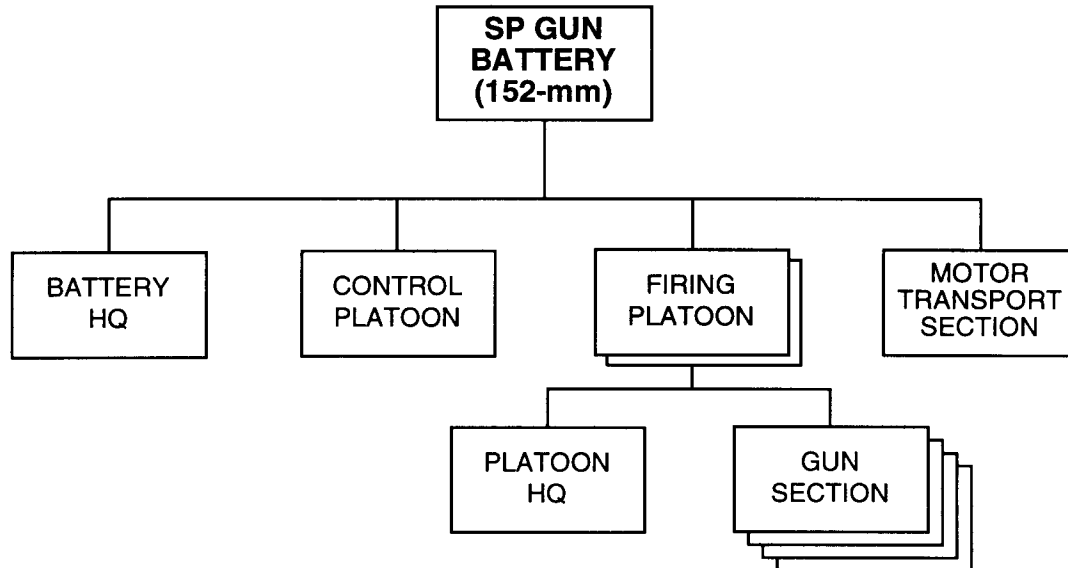 SP GUN
BATTERY
(152-mm)
BATTERY
HQ
CONTROL
PLATOON
FIRING
PLATOON
MOTOR
TRANSPORT
SECTION
PLATOON
HQ
GUN
SECTION